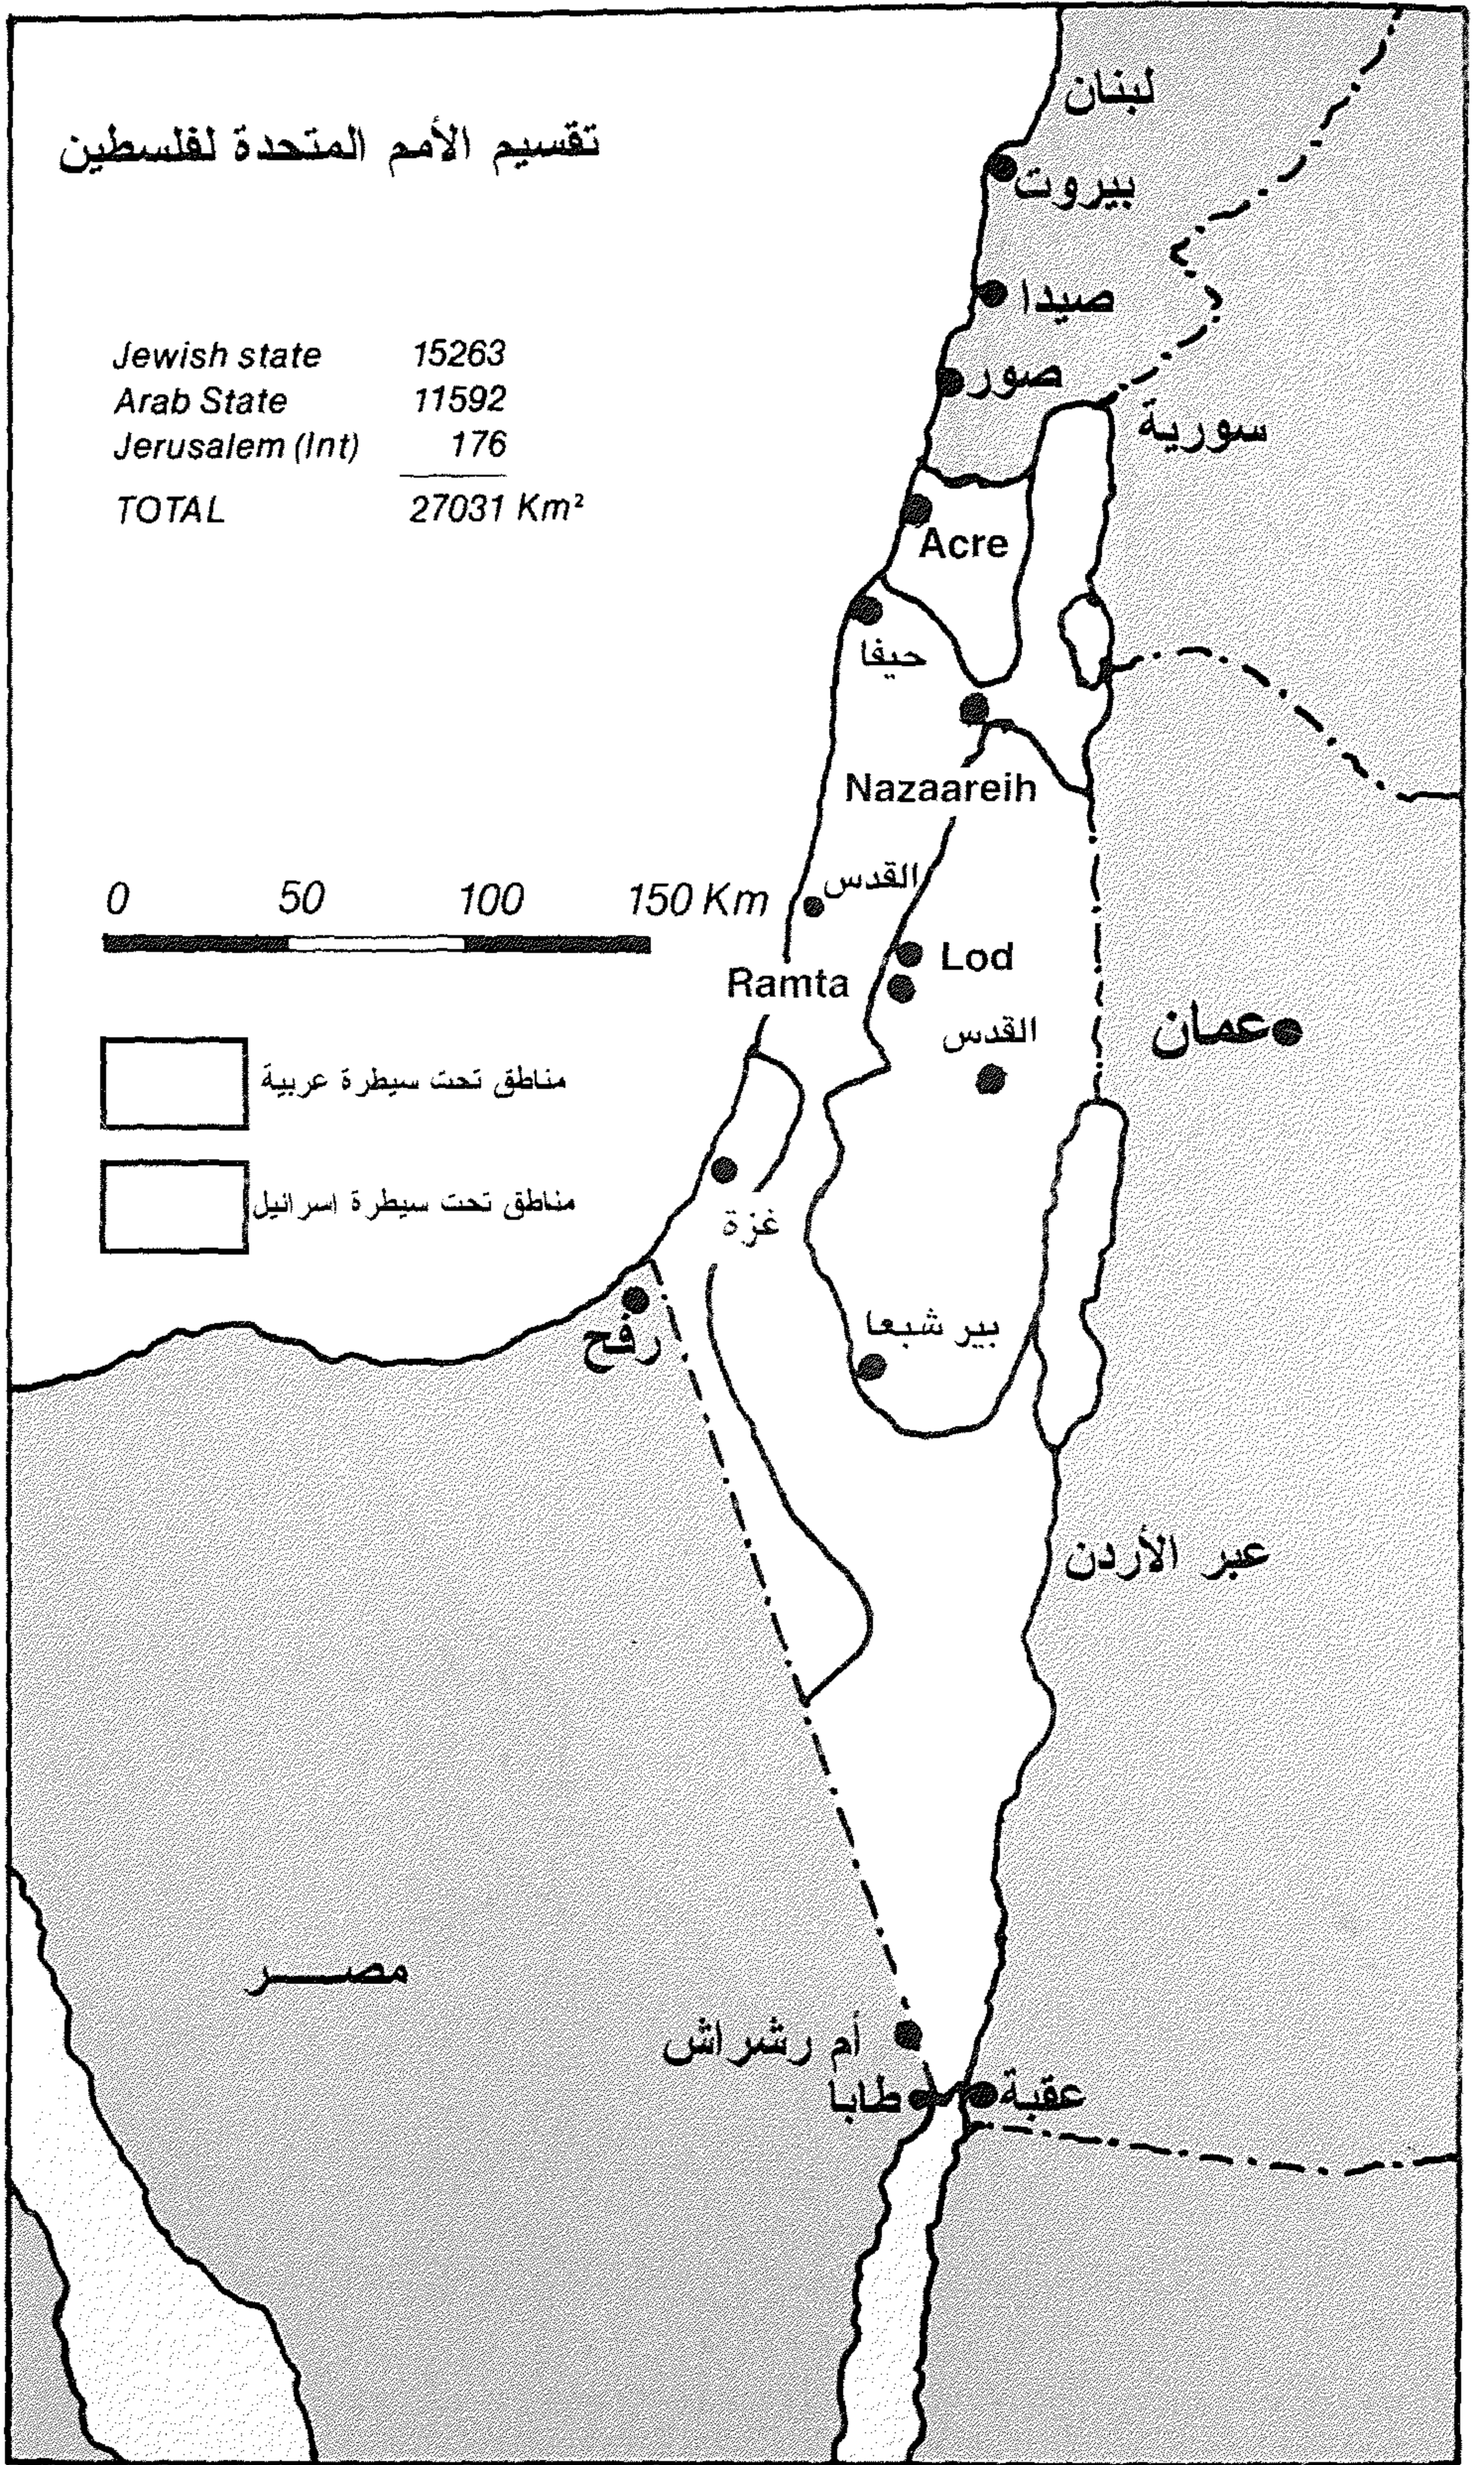 تقسيم الأمم المتحدة لفلسطين
Jewish state 15263
Arab State 11592
Jerusalem (Int) 176
TOTAL 27031 Km²
لبنان
بيروت
صيدا
صور
سورية
Acre
حيفا
Nazaareih
0 50 100 150 Km
القدس
Lod
Ramta
القدس
عمان
مناطق تحت سيطرة عربية
مناطق تحت سيطرة اسرائيل
غزة
رفح
بير شبعا
عبر الأردن
مصر
أم رشراش
طابا
عقبة